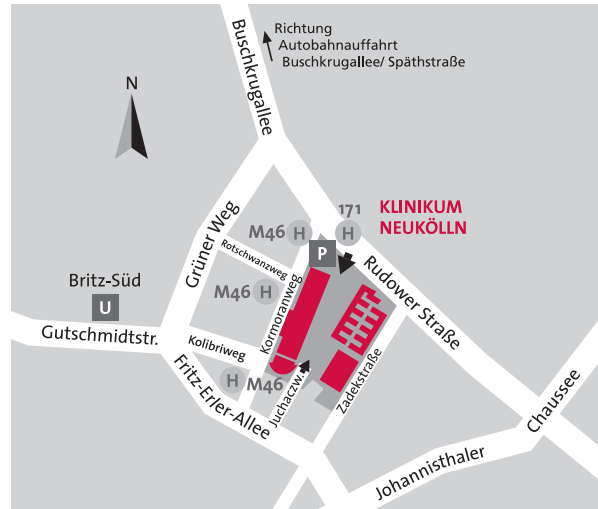 Richtung
Autobahnauffahrt
Buschkrugallee/ Späthstraße
Buschkrugallee
N
Grüner Weg
171
KLINIKUM
NEUKÖLLN
M46 H
H
P
Rotschwanzweg
Rudower Straße
Britz-Süd
U
M46 H
Kormoranweg
Gutschmidtstr.
Kolibriweg
H M46
Juchaczw.
Zadekstraße
Fritz-Erler-Allee
Johannisthaler
Chaussee